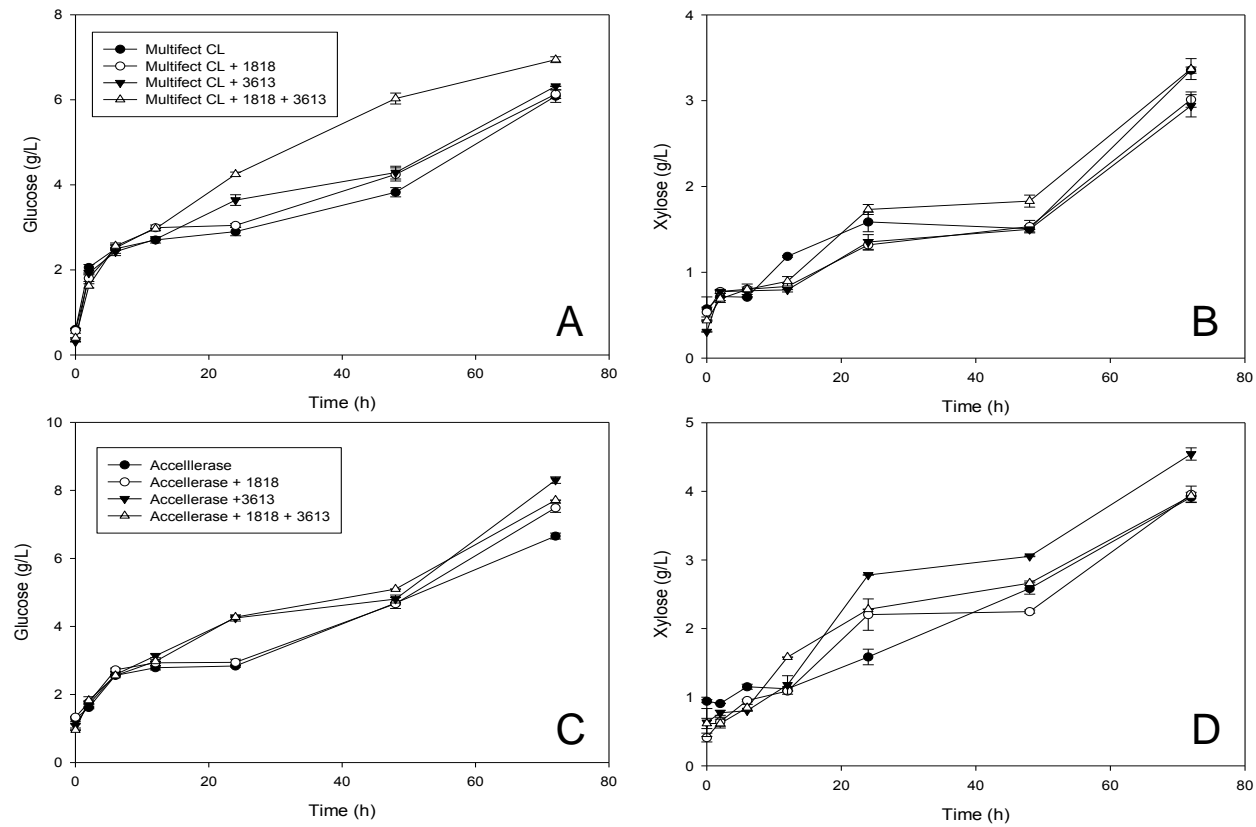 8
6
4
2
0
Glucose (g/L)
Multifect CL
Multifect CL + 1818
Multifect CL + 3613
Multifect CL + 1818 + 3613
A
0 20 40 60 80
Time (h)
4
3
2
1
0
Xylose (g/L)
B
0 20 40 60 80
Time (h)
10
8
6
4
2
0
Glucose (g/L)
Accelllerase
Accellerase + 1818
Accellerase +3613
Accellerase + 1818 + 3613
C
0 20 40 60 80
Time (h)
5
4
3
2
1
0
Xylose (g/L)
D
0 20 40 60 80
Time (h)